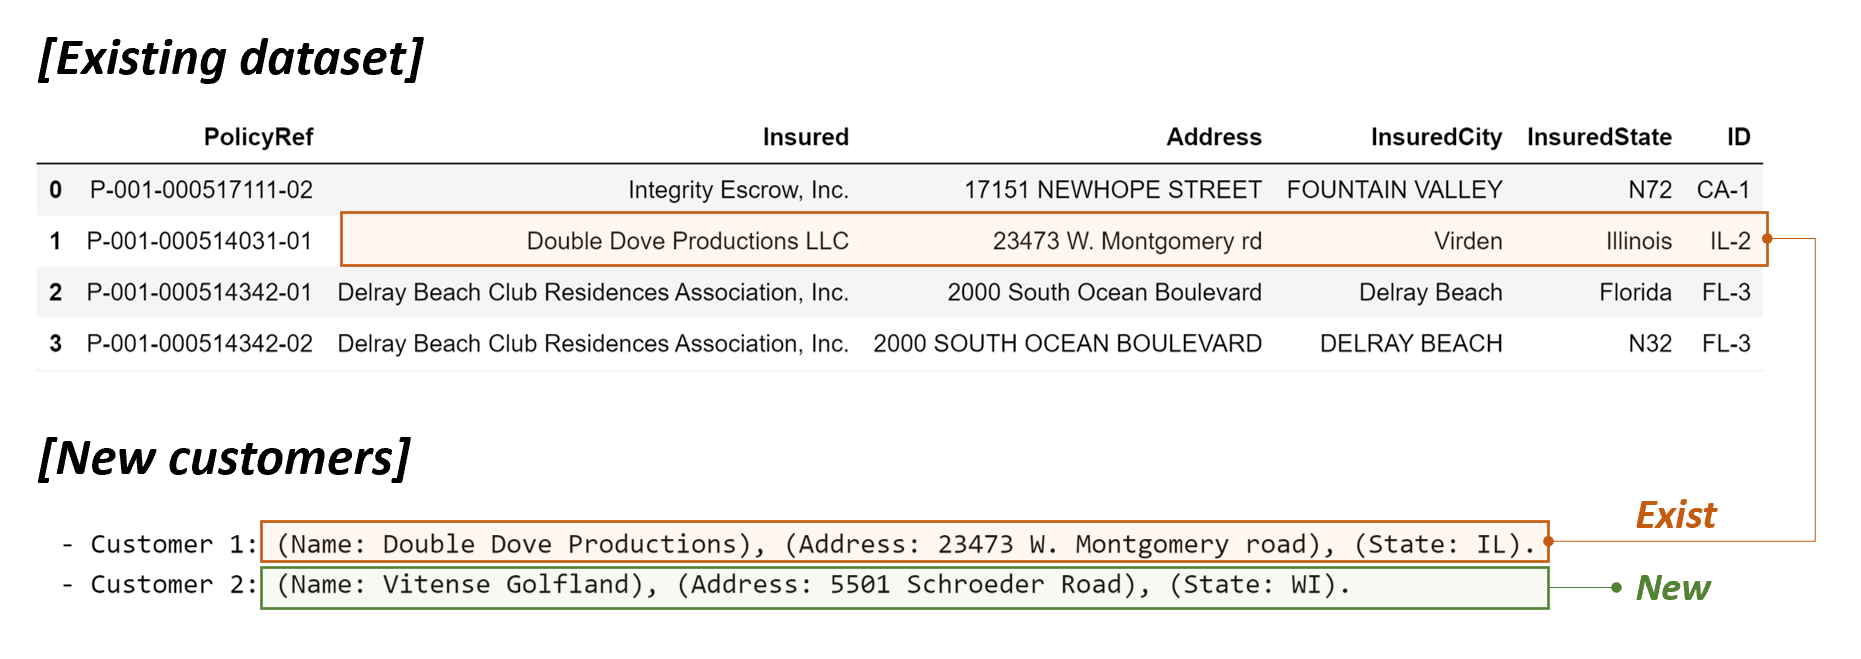 [Existing dataset]
PolicyRef Insured Address InsuredCity InsuredState ID
0 P-001-000517111-02 Integrity Escrow, Inc. 17151 NEWHOPE STREET FOUNTAIN VALLEY N72 CA-1
1 P-001-000514031-01 Double Dove Productions LLC 23473 W. Montgomery rd Virden Illinois IL-2
2 P-001-000514342-01 Delray Beach Club Residences Association, Inc. 2000 South Ocean Boulevard Delray Beach Florida FL-3
3 P-001-000514342-02 Delray Beach Club Residences Association, Inc. 2000 SOUTH OCEAN BOULEVARD DELRAY BEACH N32 FL-3
[New customers]
Exist
- Customer 1: (Name: Double Dove Productions), (Address: 23473 W. Montgomery road), (State: IL).
- Customer 2: (Name: Vitense Golfland), (Address: 5501 Schroeder Road), (State: WI).
New